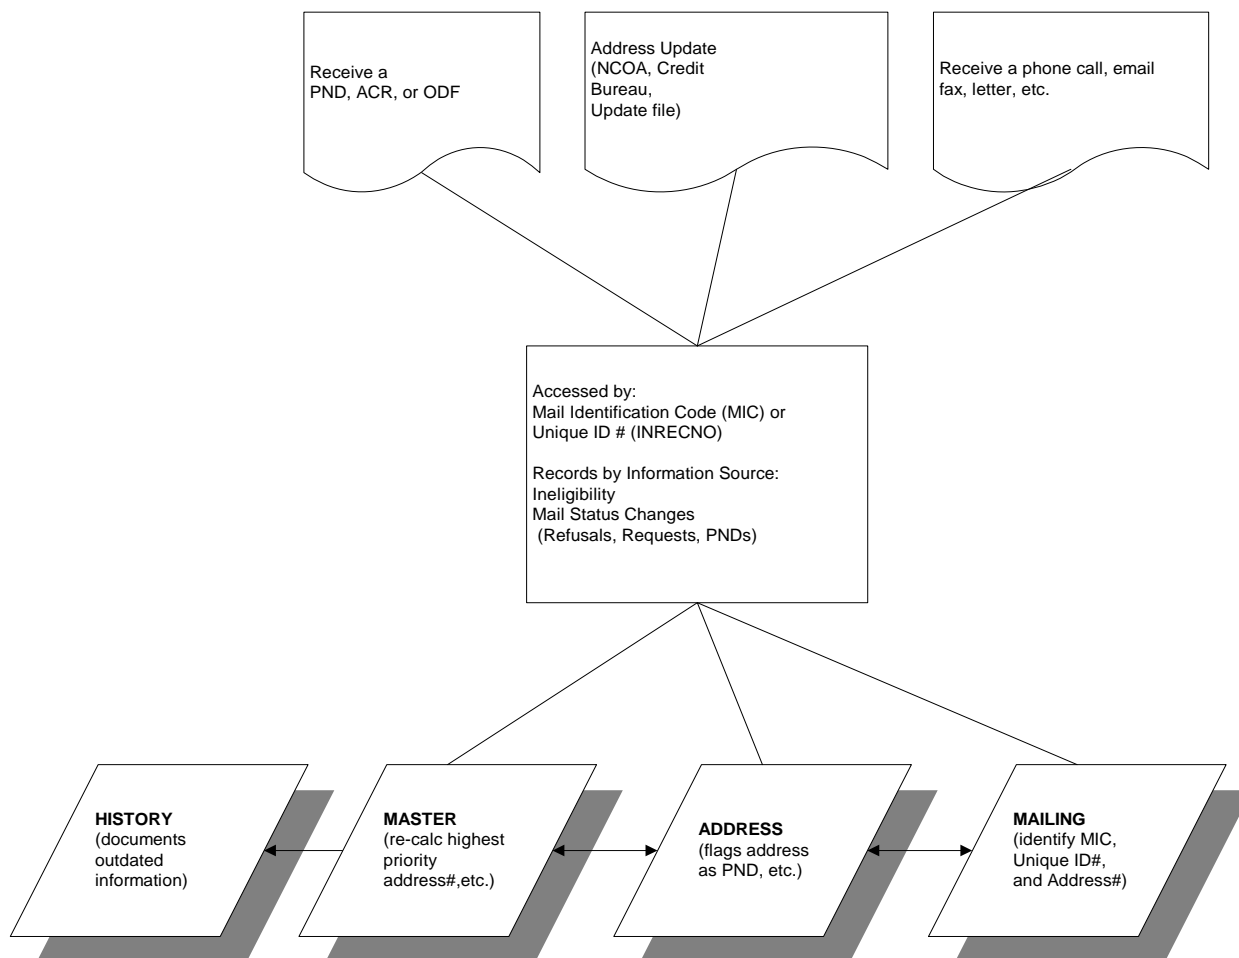 Receive a
PND, ACR, or ODF
Address Update
(NCOA, Credit
Bureau,
Update file)
Receive a phone call, email
fax, letter, etc.
Accessed by:
Mail Identification Code (MIC) or
Unique ID # (INRECNO)
Records by Information Source:
Ineligibility
Mail Status Changes
(Refusals, Requests, PNDs)
HISTORY
(documents
outdated
information)
MASTER
(re-calc highest
priority
address#,etc.)
ADDRESS
(flags address
as PND, etc.)
MAILING
(identify MIC,
Unique ID#,
and Address#)